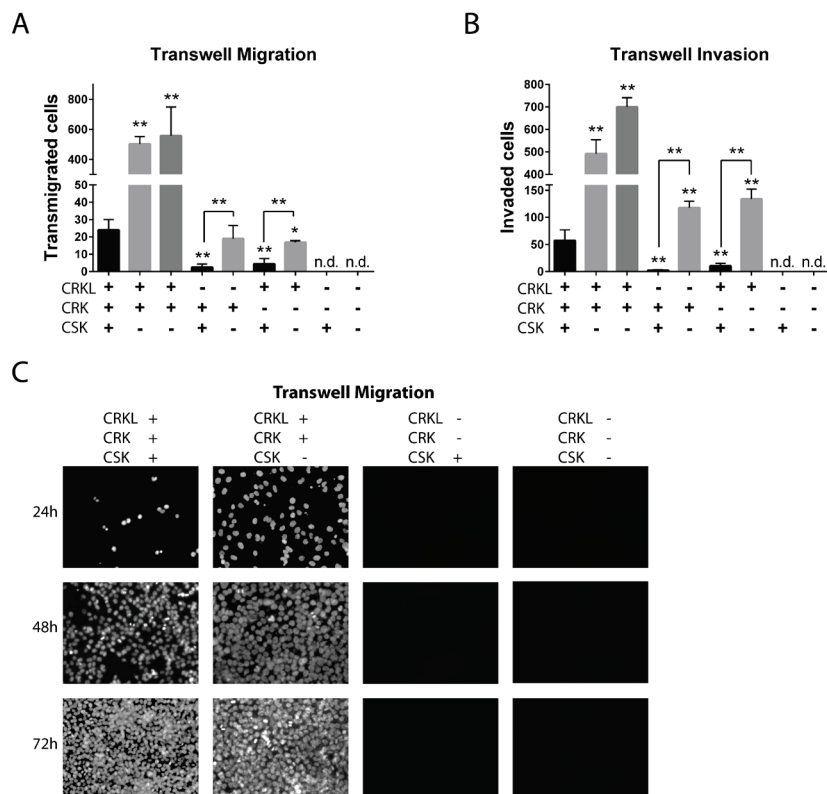 A
Transwell Migration
Transmigrated cells
800
600
400
30
20
10
0
**
**
**
**
**
**
*
n.d. n.d.
CRKL + + + - - + + - -
CRK + + + + + - - - -
CSK + - - + - + - + -
B
Transwell Invasion
Invaded cells
800
700
600
500
400
300
150
100
50
0
**
**
**
**
**
**
**
**
n.d. n.d.
CRKL + + + - - + + - -
CRK + + + + + - - - -
CSK + - - + - + - + -
C
Transwell Migration
CRKL + CRKL + CRKL - CRKL -
CRK + CRK + CRK - CRK -
CSK + CSK - CSK + CSK -
24h
48h
72h